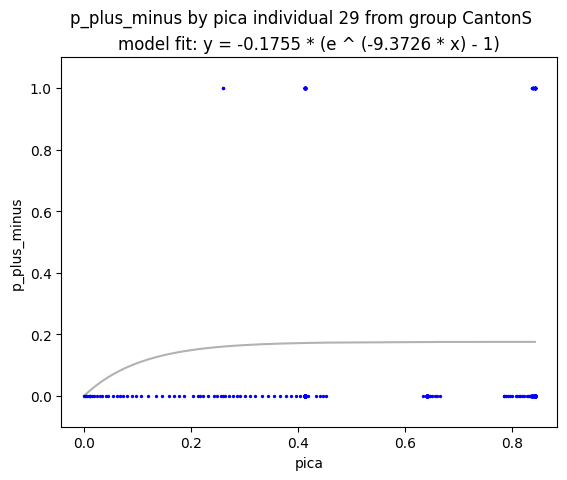 p_plus_minus by pica individual 29 from group CantonS
model fit: y = -0.1755 * (e ^ (-9.3726 * x) - 1)
1.0
0.8
0.6
0.4
0.2
0.0
p_plus_minus
0.0 0.2 0.4 0.6 0.8
pica